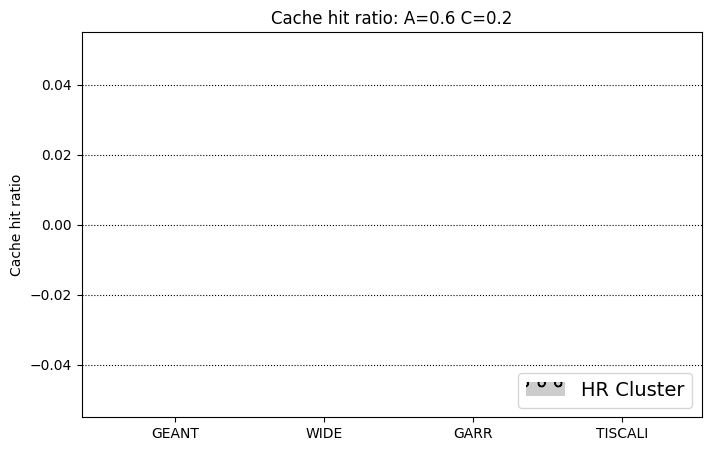 Cache hit ratio: A=0.6 C=0.2
Cache hit ratio
0.04
0.02
0.00
−0.02
−0.04
HR Cluster
GEANT WIDE GARR TISCALI